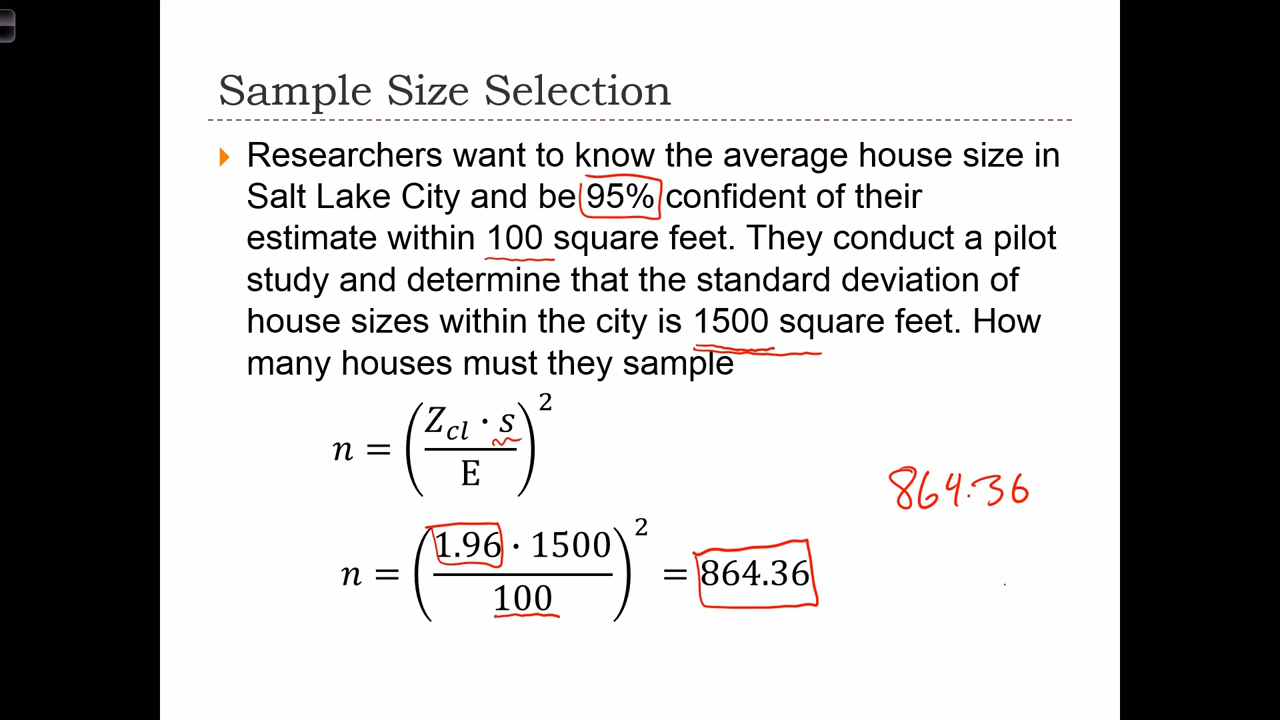 Sample Size Selection
Researchers want to know the average house size in
Salt Lake City and be 95% confident of their
estimate within 100 square feet. They conduct a pilot
study and determine that the standard deviation of
house sizes within the city is 1500 square feet. How
many houses must they sample
n = (Z_cl · s / E)^2
864.36
n = (1.96 · 1500 / 100)^2 = 864.36